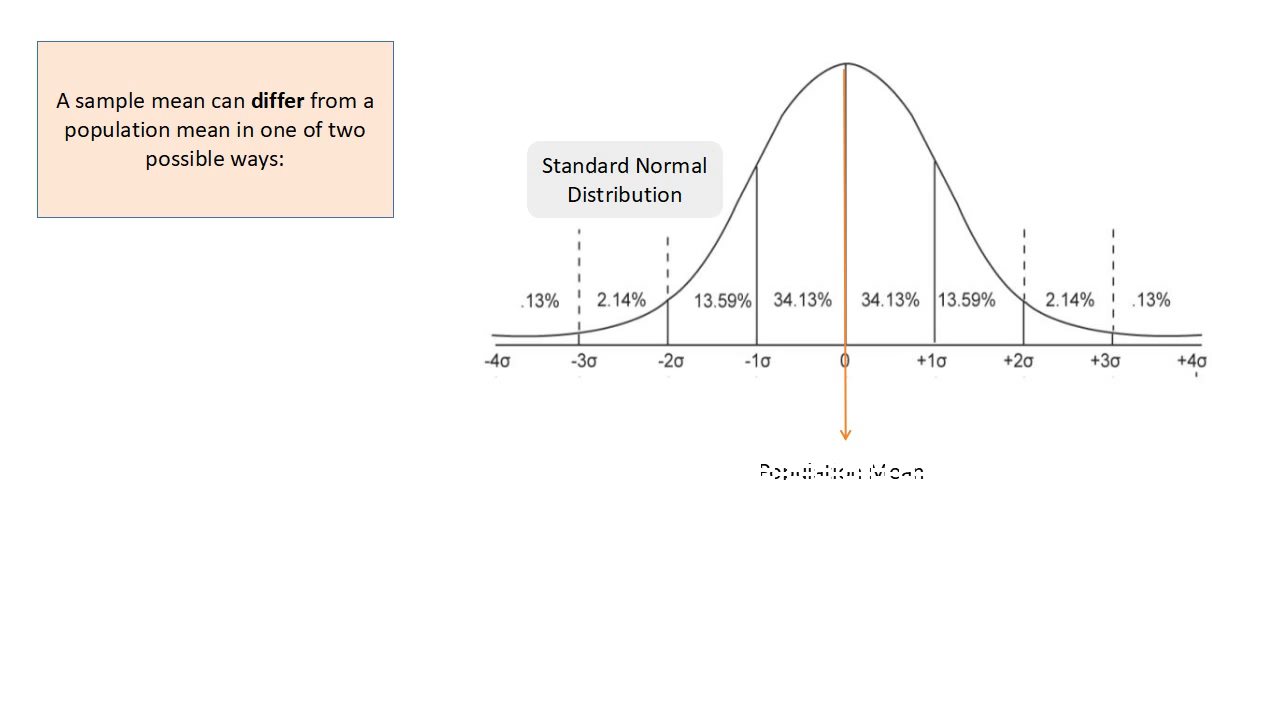 A sample mean can differ from a
population mean in one of two
possible ways:
Standard Normal
Distribution
.13% 2.14% 13.59% 34.13% 34.13% 13.59% 2.14% .13%
-4σ -3σ -2σ -1σ 0 +1σ +2σ +3σ +4σ
Population Mean